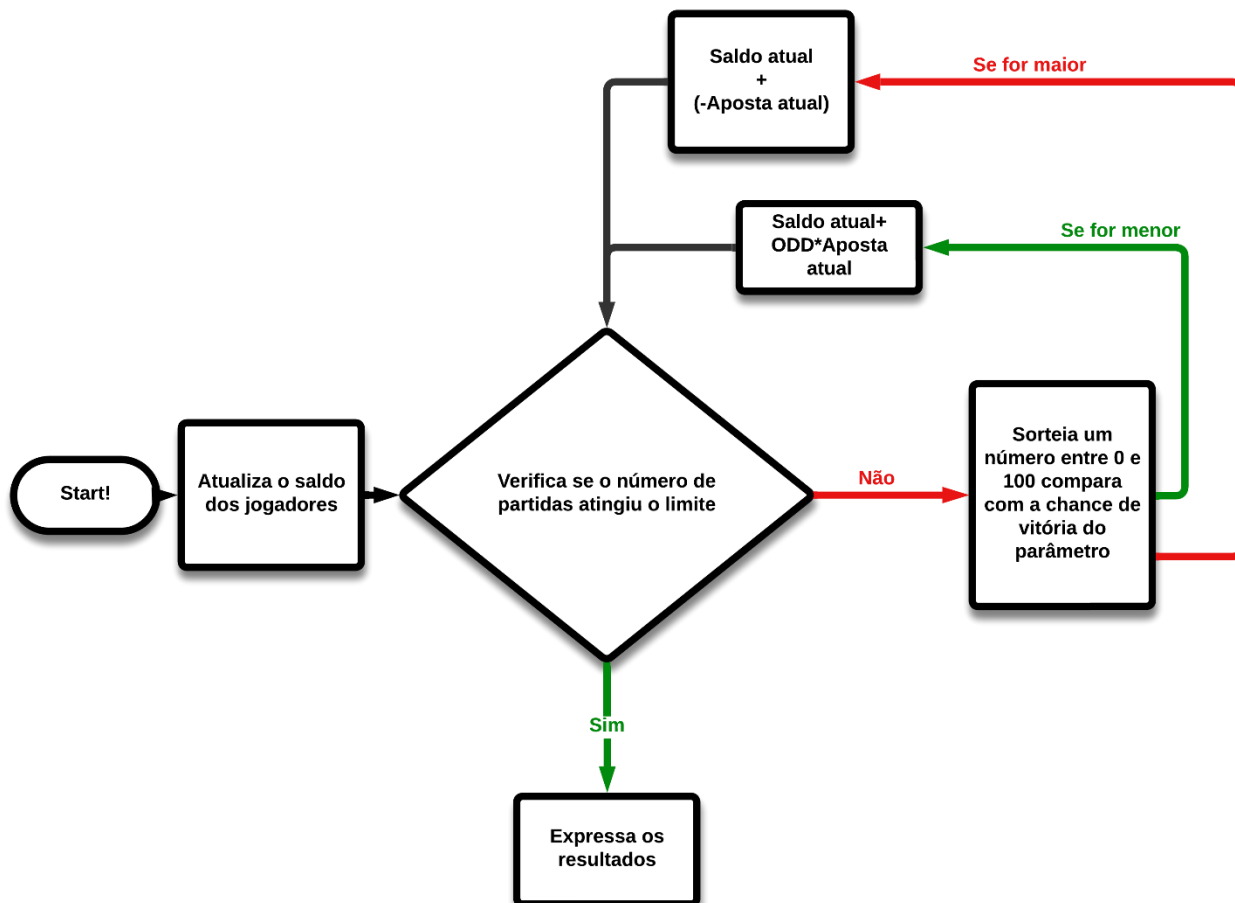 Saldo atual
+
(-Aposta atual)
Se for maior
Saldo atual+
ODD*Aposta
atual
Se for menor
Start!
Atualiza o saldo
dos jogadores
Verifica se o número de
partidas atingiu o limite
Não
Sorteia um
número entre 0 e
100 compara
com a chance de
vitória do
parâmetro
Sim
Expressa os
resultados